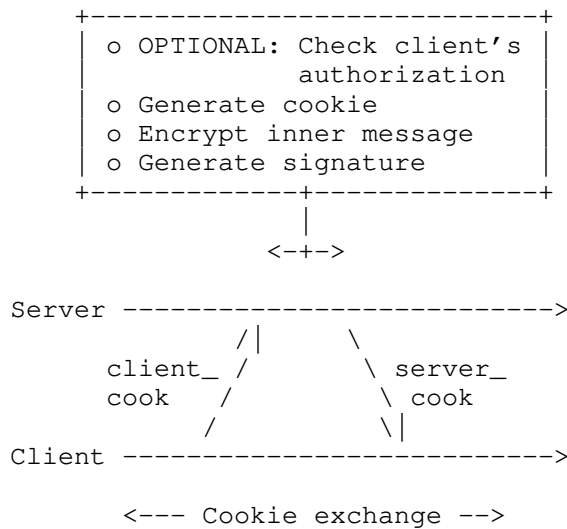 o OPTIONAL: Check client's
authorization
o Generate cookie
o Encrypt inner message
o Generate signature
<-+->
Server --------------------------->
client_ server_
cook cook
Client --------------------------->
<--- Cookie exchange -->